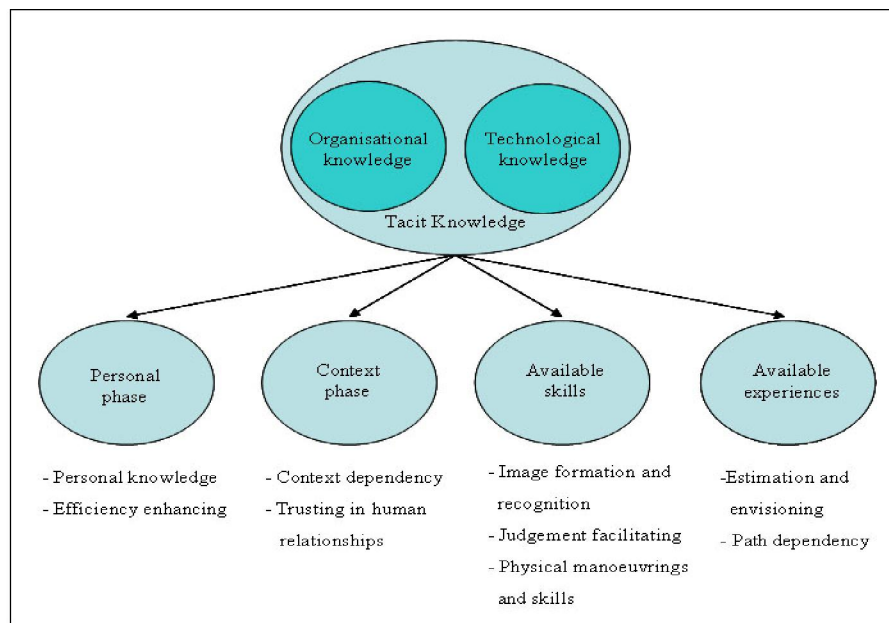 Organisational
knowledge
Technological
knowledge
Tacit Knowledge
Personal
phase
Context
phase
Available
skills
Available
experiences
- Personal knowledge
- Efficiency enhancing
- Context dependency
- Trusting in human
relationships
- Image formation and
recognition
- Judgement facilitating
- Physical manoeuvrings
and skills
-Estimation and
envisioning
- Path dependency